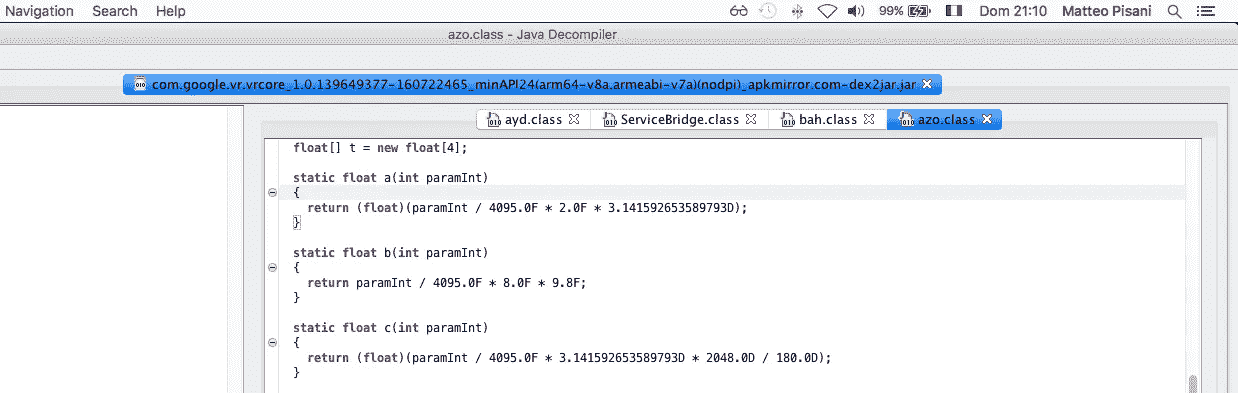 Navigation Search Help 99% Dom 21:10 Matteo Pisani
azo.class - Java Decompiler
com.google.vr.vrcore_1.0.139649377-160722465_minAPI24(arm64-v8a,armeabi-v7a)(nodpi)_apkmirror.com-dex2jar.jar
ayd.class ServiceBridge.class bah.class azo.class
float[] t = new float[4];
static float a(int paramInt)
{
return (float)(paramInt / 4095.0F * 2.0F * 3.141592653589793D);
}
static float b(int paramInt)
{
return paramInt / 4095.0F * 8.0F * 9.8F;
}
static float c(int paramInt)
{
return (float)(paramInt / 4095.0F * 3.141592653589793D * 2048.0D / 180.0D);
}